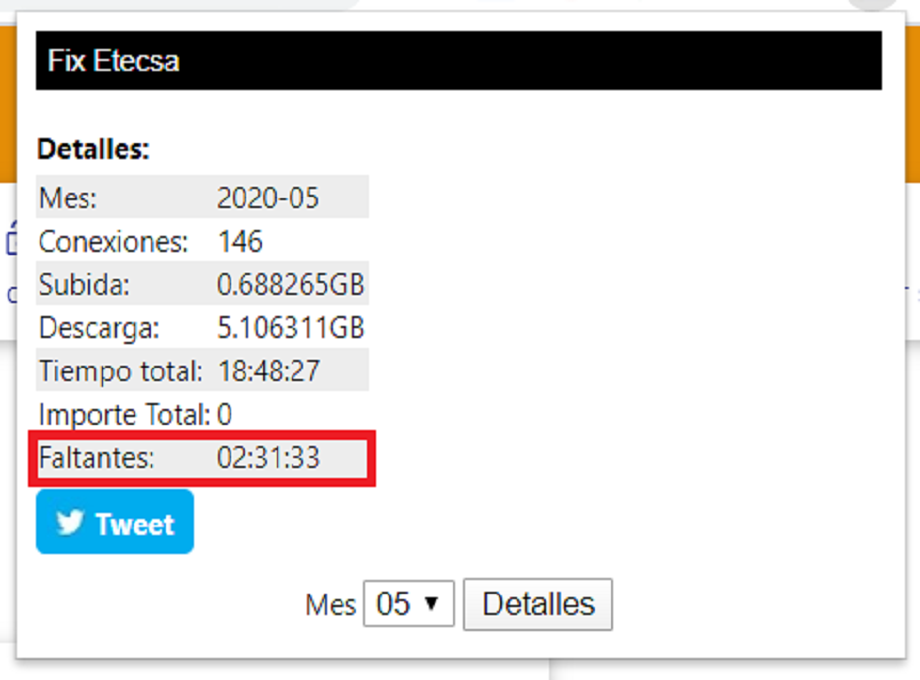 Fix Etecsa
Detalles:
Mes: 2020-05
Conexiones: 146
Subida: 0.688265GB
Descarga: 5.106311GB
Tiempo total: 18:48:27
Importe Total: 0
Faltantes: 02:31:33
Tweet
Mes 05 Detalles